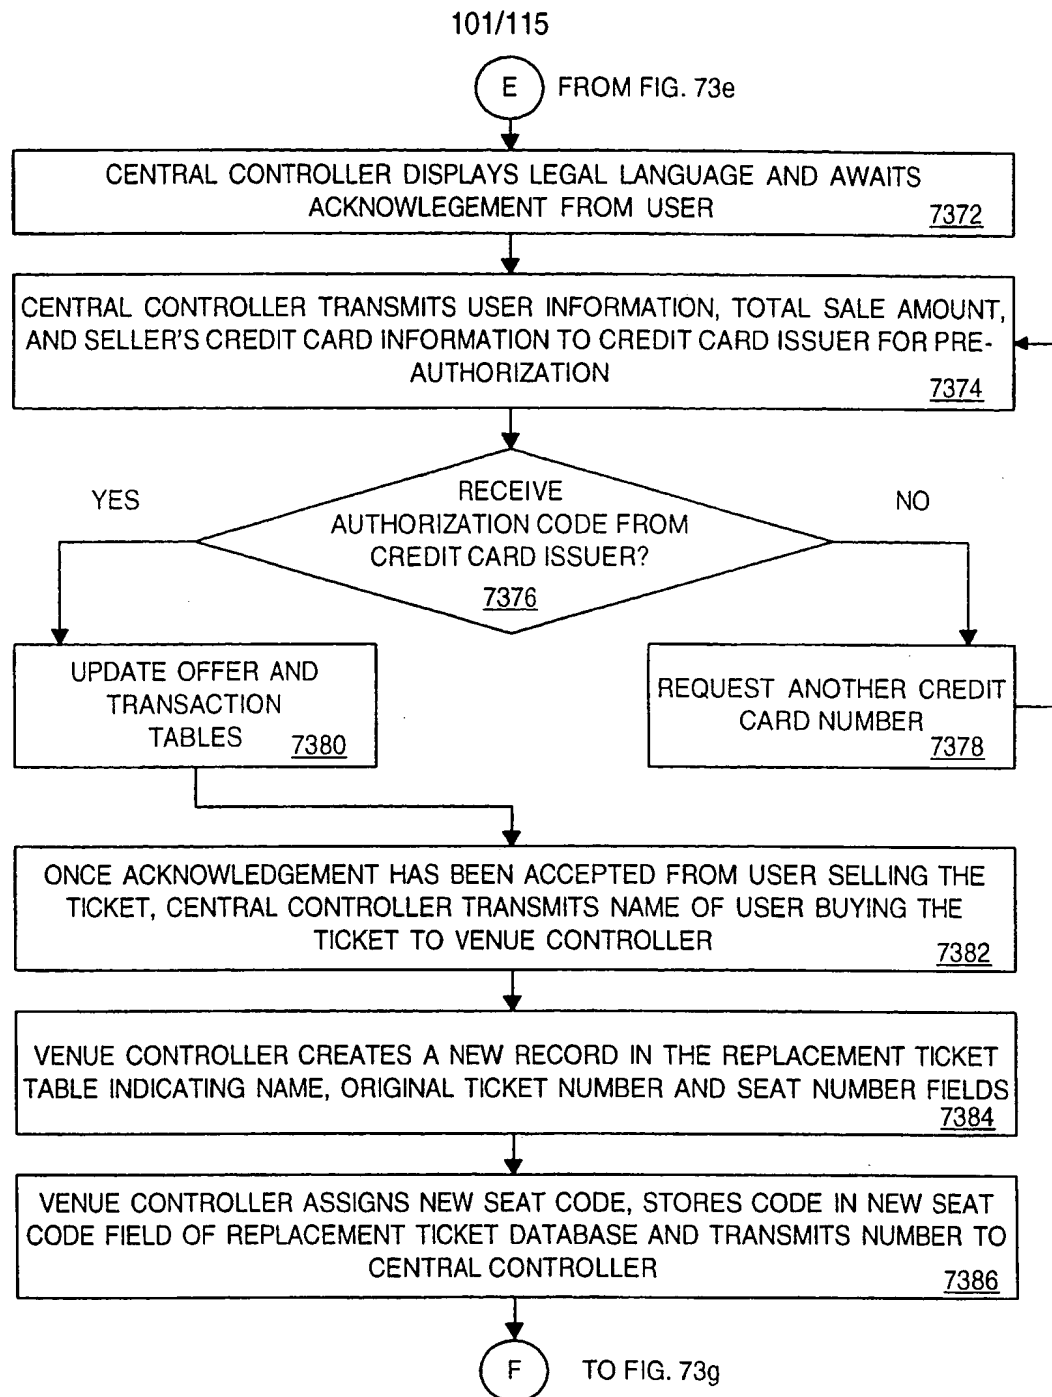 101/115
E FROM FIG. 73e
CENTRAL CONTROLLER DISPLAYS LEGAL LANGUAGE AND AWAITS
ACKNOWLEGEMENT FROM USER
7372
CENTRAL CONTROLLER TRANSMITS USER INFORMATION, TOTAL SALE AMOUNT,
AND SELLER'S CREDIT CARD INFORMATION TO CREDIT CARD ISSUER FOR PRE-
AUTHORIZATION
7374
RECEIVE
AUTHORIZATION CODE FROM
CREDIT CARD ISSUER?
7376
YES
NO
UPDATE OFFER AND
TRANSACTION
TABLES
7380
REQUEST ANOTHER CREDIT
CARD NUMBER
7378
ONCE ACKNOWLEDGEMENT HAS BEEN ACCEPTED FROM USER SELLING THE
TICKET, CENTRAL CONTROLLER TRANSMITS NAME OF USER BUYING THE
TICKET TO VENUE CONTROLLER
7382
VENUE CONTROLLER CREATES A NEW RECORD IN THE REPLACEMENT TICKET
TABLE INDICATING NAME, ORIGINAL TICKET NUMBER AND SEAT NUMBER FIELDS
7384
VENUE CONTROLLER ASSIGNS NEW SEAT CODE, STORES CODE IN NEW SEAT
CODE FIELD OF REPLACEMENT TICKET DATABASE AND TRANSMITS NUMBER TO
CENTRAL CONTROLLER
7386
F TO FIG. 73g